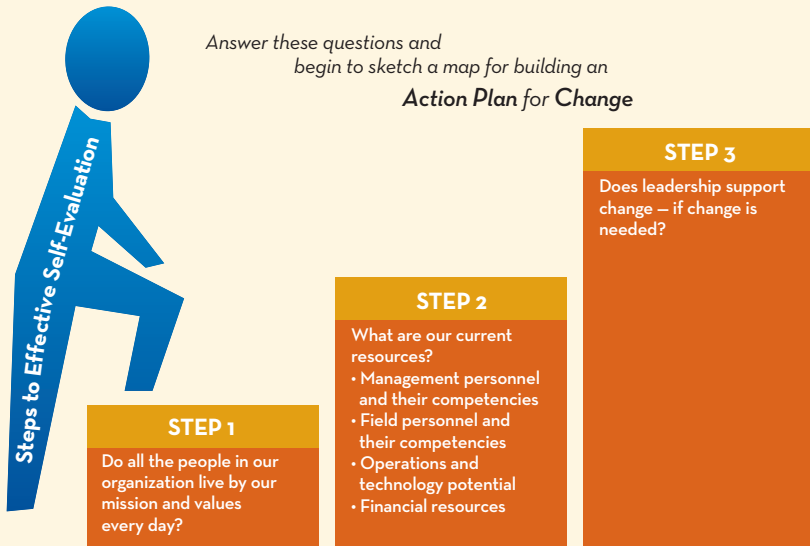 Answer these questions and
begin to sketch a map for building an
Action Plan for Change
Steps to Effective Self-Evaluation
STEP 1
Do all the people in our
organization live by our
mission and values
every day?
STEP 2
What are our current
resources?
• Management personnel
and their competencies
• Field personnel and
their competencies
• Operations and
technology potential
• Financial resources
STEP 3
Does leadership support
change — if change is
needed?